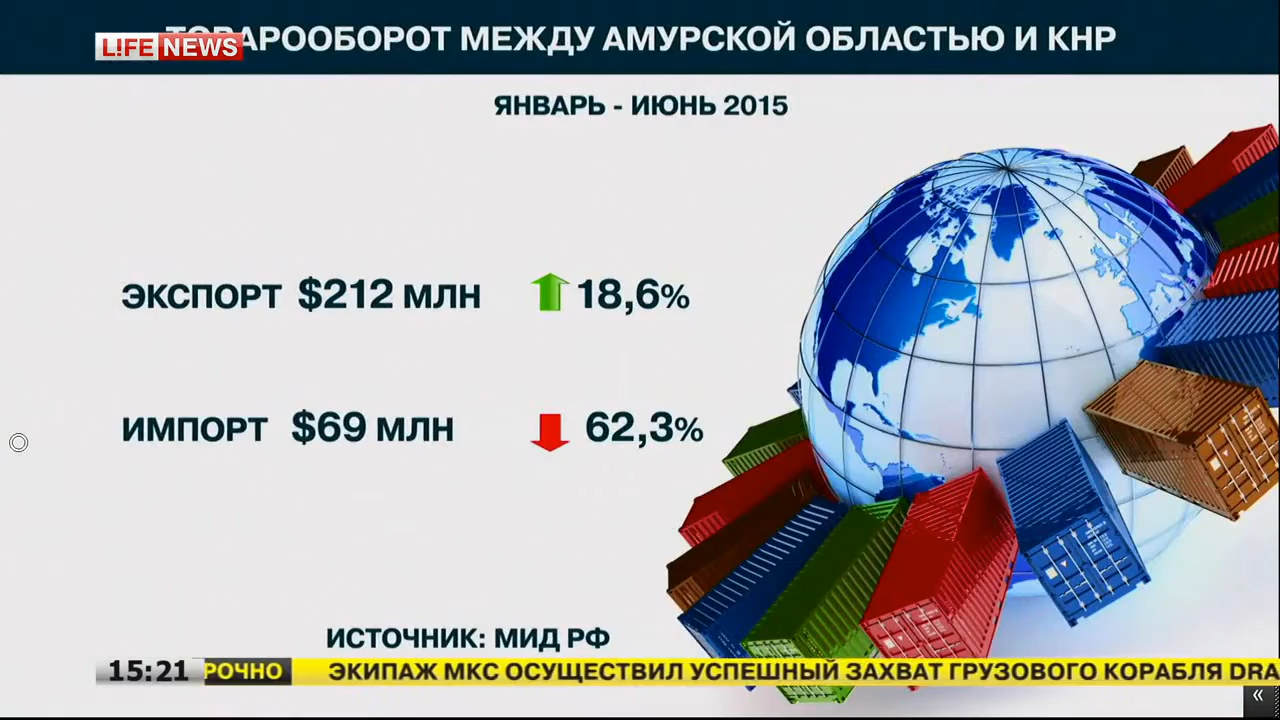 ТОВАРООБОРОТ МЕЖДУ АМУРСКОЙ ОБЛАСТЬЮ И КНР
LIFE NEWS
ЯНВАРЬ - ИЮНЬ 2015
ЭКСПОРТ $212 МЛН 18,6%
ИМПОРТ $69 МЛН 62,3%
ИСТОЧНИК: МИД РФ
15:21 РОЧНО ЭКИПАЖ МКС ОСУЩЕСТВИЛ УСПЕШНЫЙ ЗАХВАТ ГРУЗОВОГО КОРАБЛЯ DRA
«